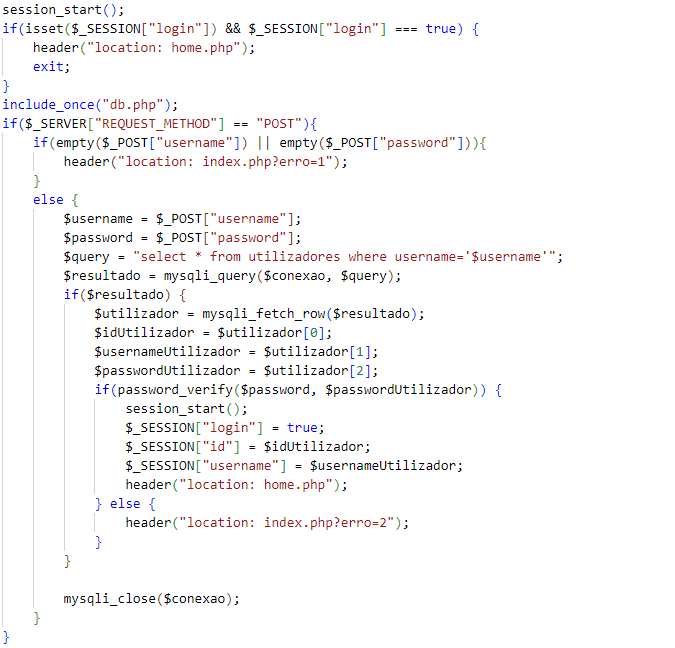 session_start();
if(isset($_SESSION["login"]) && $_SESSION["login"] === true) {
    header("location: home.php");
    exit;
}
include_once("db.php");
if($_SERVER["REQUEST_METHOD"] == "POST"){
    if(empty($_POST["username"]) || empty($_POST["password"])){
        header("location: index.php?erro=1");
    }
    else {
        $username = $_POST["username"];
        $password = $_POST["password"];
        $query = "select * from utilizadores where username='$username'";
        $resultado = mysqli_query($conexao, $query);
        if($resultado) {
            $utilizador = mysqli_fetch_row($resultado);
            $idUtilizador = $utilizador[0];
            $usernameUtilizador = $utilizador[1];
            $passwordUtilizador = $utilizador[2];
            if(password_verify($password, $passwordUtilizador)) {
                session_start();
                $_SESSION["login"] = true;
                $_SESSION["id"] = $idUtilizador;
                $_SESSION["username"] = $usernameUtilizador;
                header("location: home.php");
            } else {
                header("location: index.php?erro=2");
            }
        }

        mysqli_close($conexao);
    }
}